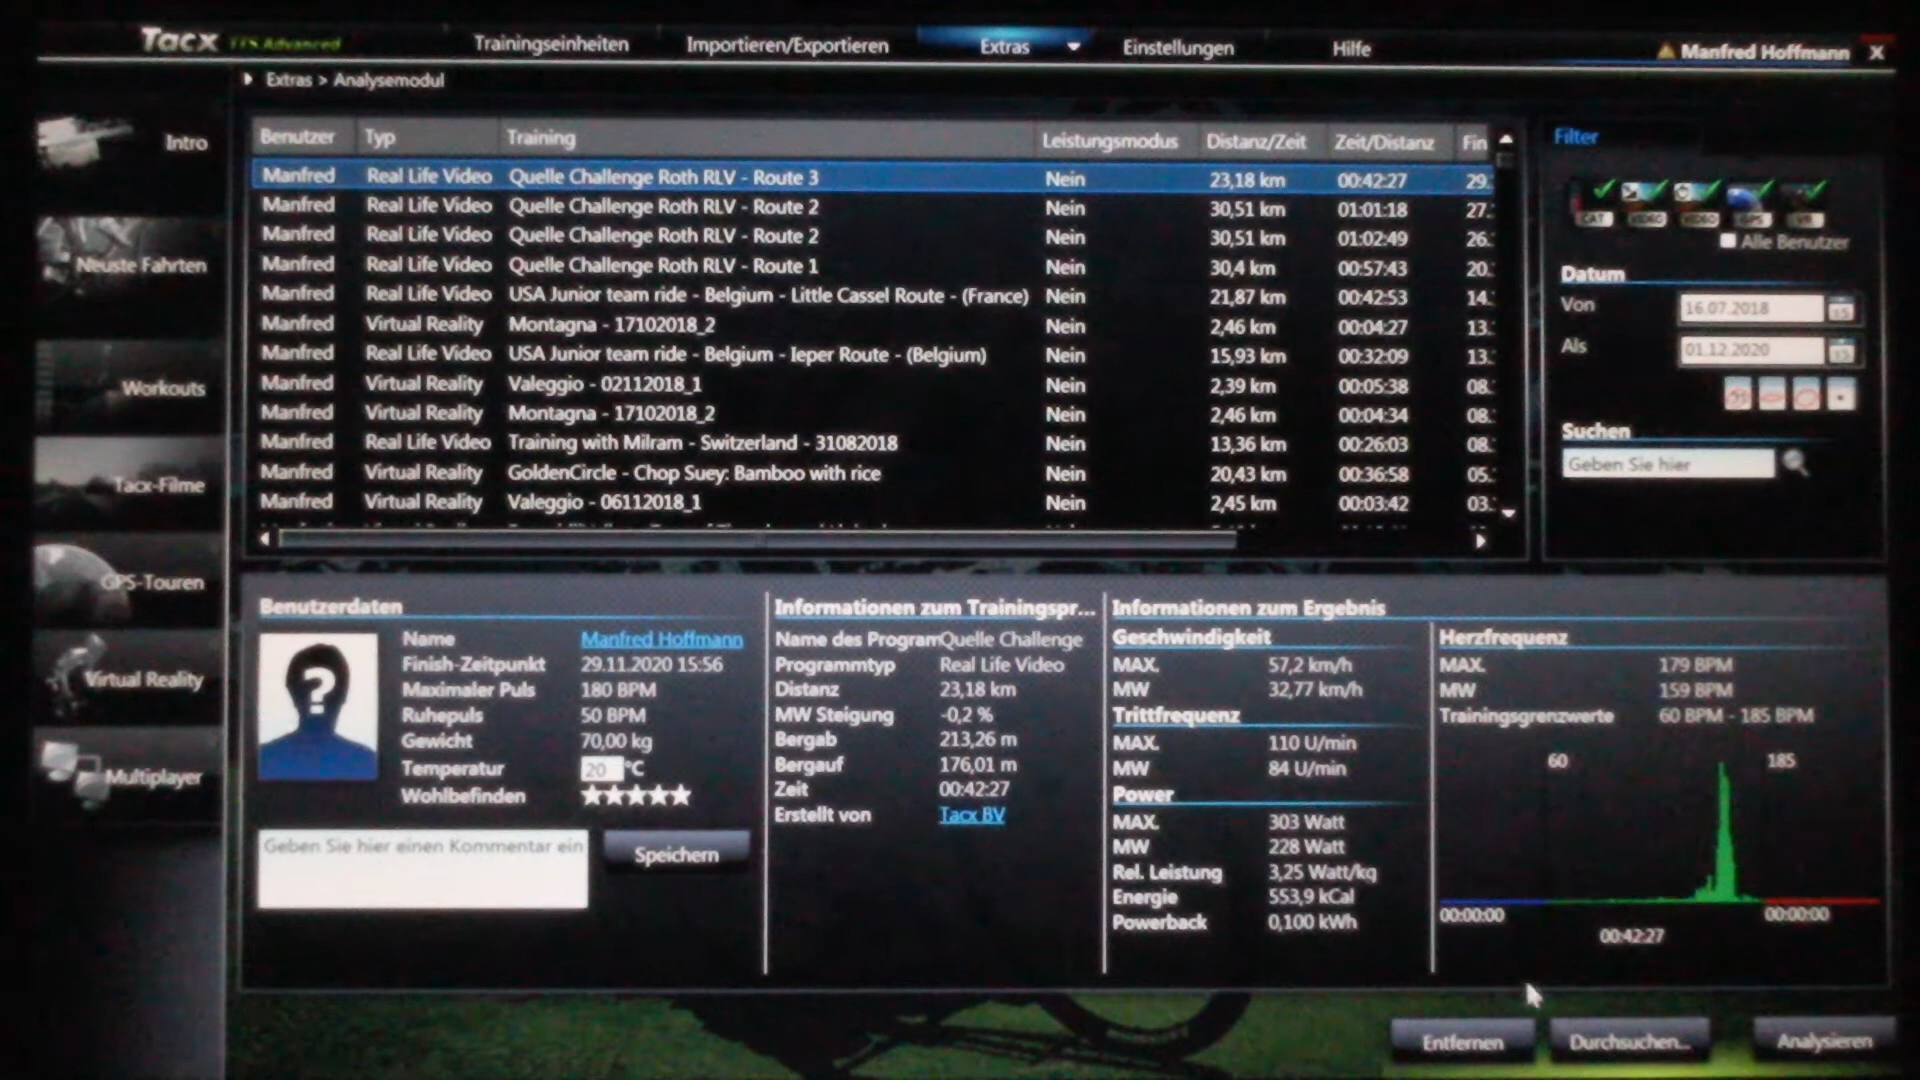 Tacx TTS Advanced
Trainingseinheiten Importieren/Exportieren Extras Einstellungen Hilfe Manfred Hoffmann X
Extras > Analysemodul
Intro
Neuste Fahrten
Workouts
Tacx-Filme
GPS-Touren
Virtual Reality
Multiplayer
Benutzer Typ Training Leistungsmodus Distanz/Zeit Zeit/Distanz Fin
Manfred Real Life Video Quelle Challenge Roth RLV - Route 3 Nein 23,18 km 00:42:27 29.
Manfred Real Life Video Quelle Challenge Roth RLV - Route 2 Nein 30,51 km 01:01:18 27.
Manfred Real Life Video Quelle Challenge Roth RLV - Route 2 Nein 30,51 km 01:02:49 26.
Manfred Real Life Video Quelle Challenge Roth RLV - Route 1 Nein 30,4 km 00:57:43 20.
Manfred Real Life Video USA Junior team ride - Belgium - Little Cassel Route - (France) Nein 21,87 km 00:42:53 14.
Manfred Virtual Reality Montagna - 17102018_2 Nein 2,46 km 00:04:27 13.
Manfred Real Life Video USA Junior team ride - Belgium - Ieper Route - (Belgium) Nein 15,93 km 00:32:09 13.
Manfred Virtual Reality Valeggio - 02112018_1 Nein 2,39 km 00:05:38 08.
Manfred Virtual Reality Montagna - 17102018_2 Nein 2,46 km 00:04:34 08.
Manfred Real Life Video Training with Milram - Switzerland - 31082018 Nein 13,36 km 00:26:03 08.
Manfred Virtual Reality GoldenCircle - Chop Suey: Bamboo with rice Nein 20,43 km 00:36:58 05.
Manfred Virtual Reality Valeggio - 06112018_1 Nein 2,45 km 00:03:42 03.
Filter
CAT VIDEO VIDEO GPS VR
Alle Benutzer
Datum
Von 16.07.2018
Als 01.12.2020
Suchen
Geben Sie hier
Benutzerdaten
Name Manfred Hoffmann
Finish-Zeitpunkt 29.11.2020 15:56
Maximaler Puls 180 BPM
Ruhepuls 50 BPM
Gewicht 70,00 kg
Temperatur 20 °C
Wohlbefinden
Geben Sie hier einen Kommentar ein
Speichern
Informationen zum Trainingspr...
Name des Program Quelle Challenge
Programmtyp Real Life Video
Distanz 23,18 km
MW Steigung -0,2 %
Bergab 213,26 m
Bergauf 176,01 m
Zeit 00:42:27
Erstellt von Tacx BV
Informationen zum Ergebnis
Geschwindigkeit
MAX. 57,2 km/h
MW 32,77 km/h
Trittfrequenz
MAX. 110 U/min
MW 84 U/min
Power
MAX. 303 Watt
MW 228 Watt
Rel. Leistung 3,25 Watt/kg
Energie 553,9 kCal
Powerback 0,100 kWh
Herzfrequenz
MAX. 179 BPM
MW 159 BPM
Trainingsgrenzwerte 60 BPM - 185 BPM
60 185
00:00:00 00:00:00
00:42:27
Entfernen Durchsuchen... Analysieren